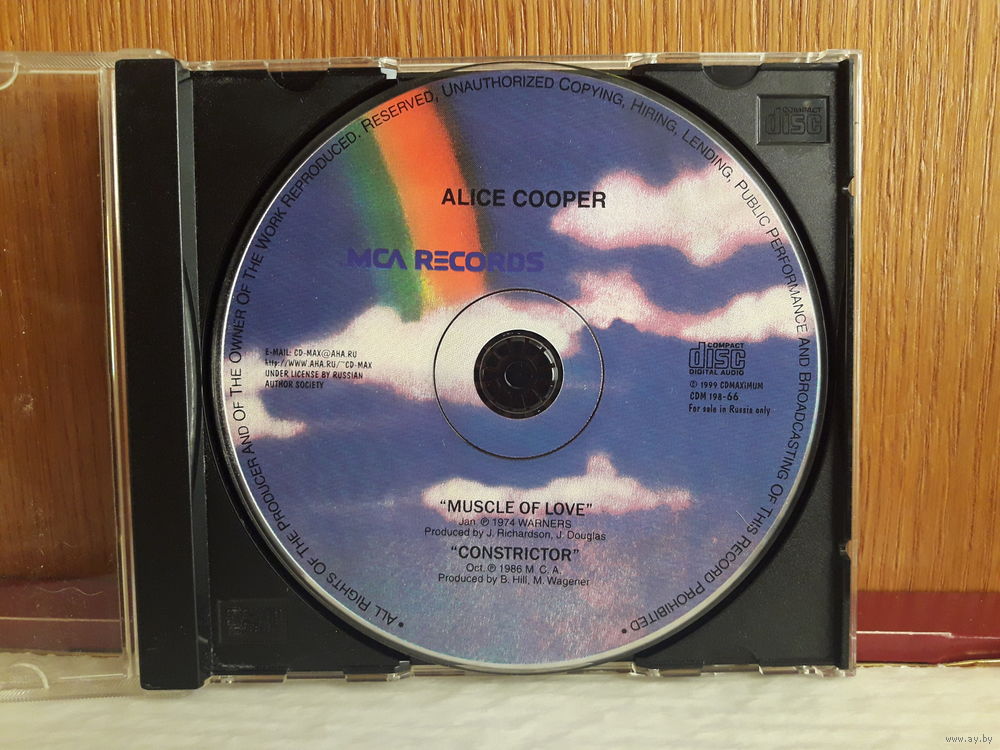 • ALL RIGHTS OF THE PRODUCER AND OF THE OWNER OF THE WORK REPRODUCED. RESERVED, UNAUTHORIZED COPYING, HIRING, LENDING, PUBLIC PERFORMANCE AND BROADCASTING OF THIS RECORD PROHIBITED •
COMPACT
disc
ALICE COOPER
MCA RECORDS
E-MAIL: CD-MAX@AHA.RU
http://WWW.AHA.RU/~CD-MAX
UNDER LICENSE BY RUSSIAN
AUTHOR SOCIETY
COMPACT
disc
DIGITAL AUDIO
℗ 1999 CDMAXIMUM
CDM 198-66
For sale in Russia only
“MUSCLE OF LOVE”
Jan. ℗ 1974 WARNERS
Produced by J. Richardson, J. Douglas
“CONSTRICTOR”
Oct. ℗ 1986 M. C. A.
Produced by B. Hill, M. Wagener
www.ay.by